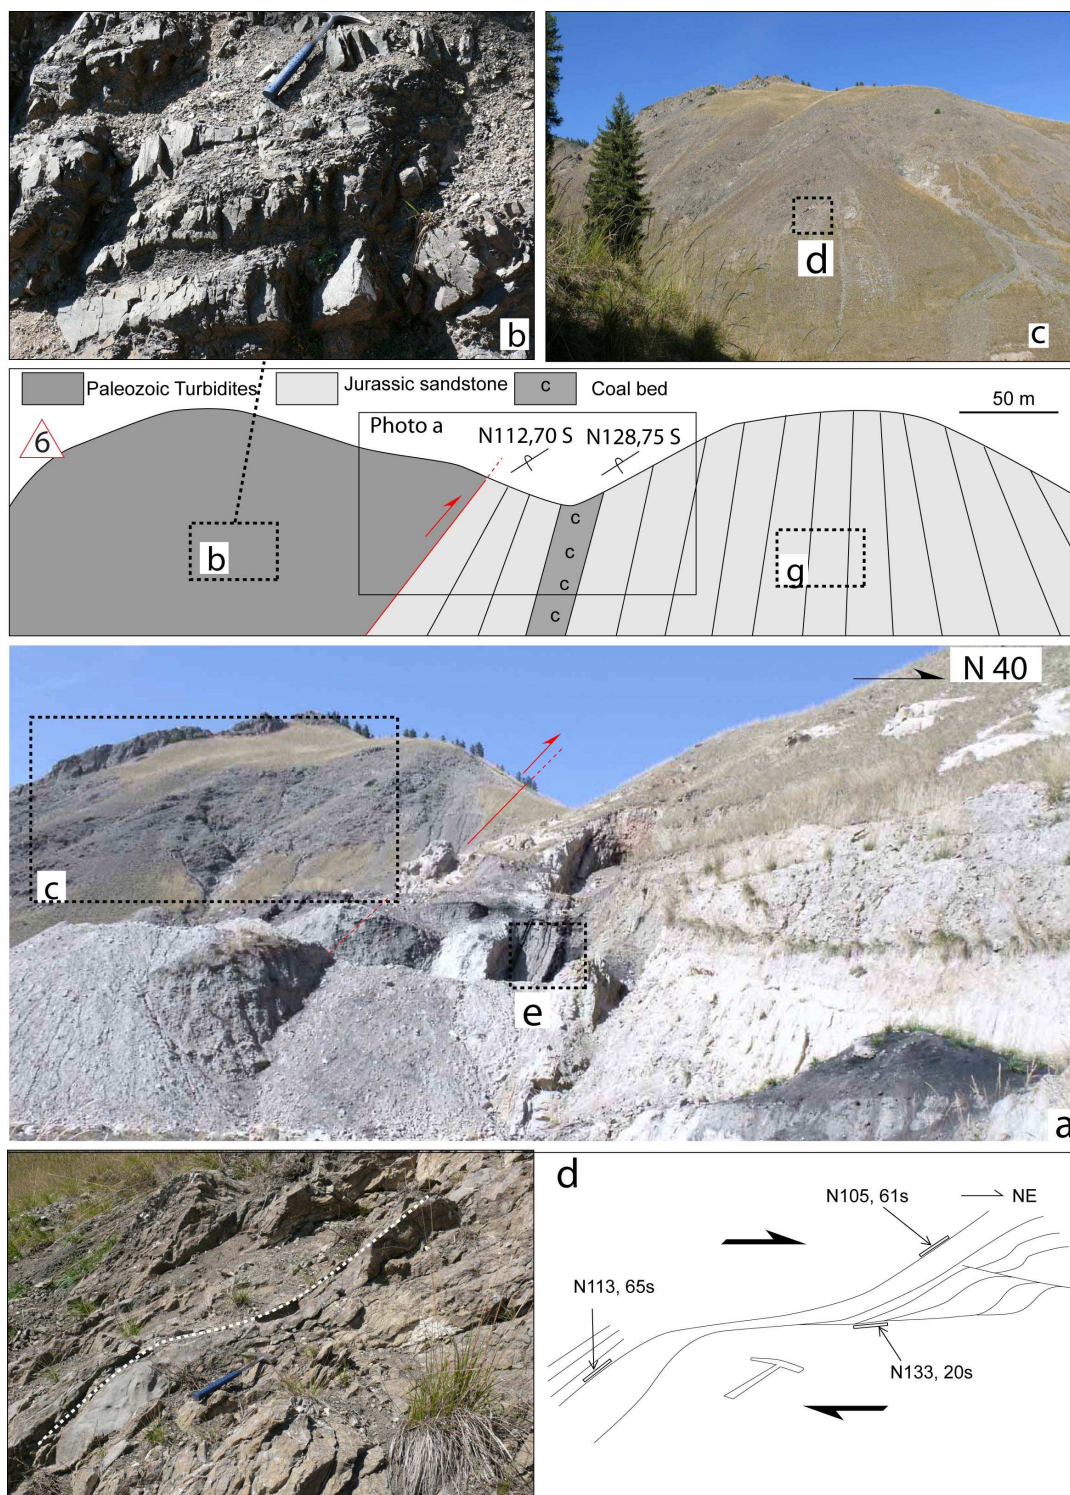 b
d
c
Paleozoic Turbidites
Jurassic sandstone
c
Coal bed
50 m
6
Photo a
N112,70 S
N128,75 S
b
c
c
c
c
g
N 40
c
e
a
d
N105, 61s
NE
N113, 65s
N133, 20s